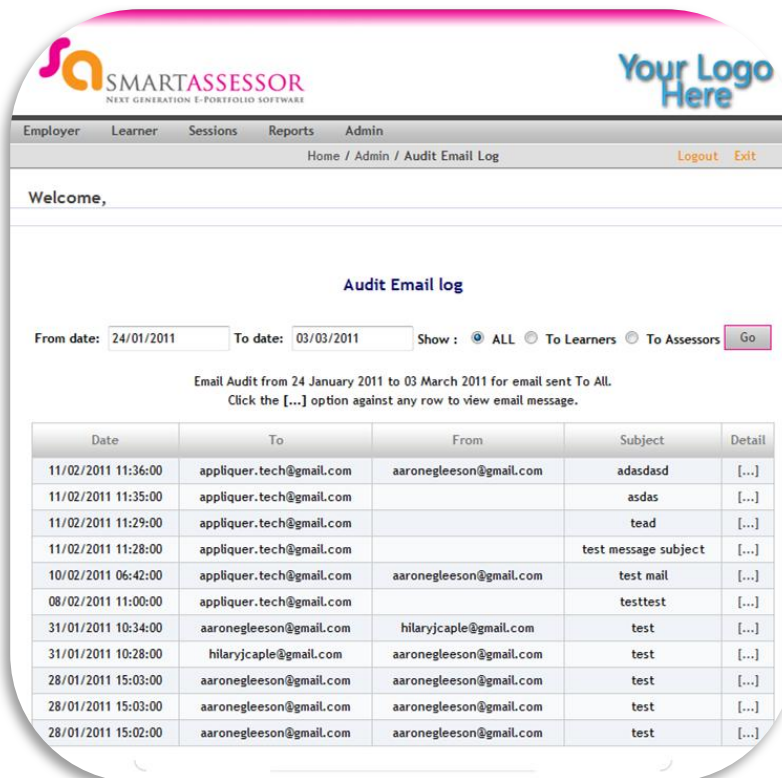 sa SMARTASSESSOR
NEXT GENERATION E-PORTFOLIO SOFTWARE
Your Logo
Here
Employer Learner Sessions Reports Admin
Home / Admin / Audit Email Log Logout Exit
Welcome,
Audit Email log
From date: 24/01/2011 To date: 03/03/2011 Show : ALL To Learners To Assessors Go
Email Audit from 24 January 2011 to 03 March 2011 for email sent To All.
Click the [...] option against any row to view email message.
Date To From Subject Detail
11/02/2011 11:36:00 appliquer.tech@gmail.com aaronegleeson@gmail.com adasdasd [...]
11/02/2011 11:35:00 appliquer.tech@gmail.com asdas [...]
11/02/2011 11:29:00 appliquer.tech@gmail.com tead [...]
11/02/2011 11:28:00 appliquer.tech@gmail.com test message subject [...]
10/02/2011 06:42:00 appliquer.tech@gmail.com aaronegleeson@gmail.com test mail [...]
08/02/2011 11:00:00 appliquer.tech@gmail.com testtest [...]
31/01/2011 10:34:00 aaronegleeson@gmail.com hilaryjcaple@gmail.com test [...]
31/01/2011 10:28:00 hilaryjcaple@gmail.com aaronegleeson@gmail.com test [...]
28/01/2011 15:03:00 aaronegleeson@gmail.com aaronegleeson@gmail.com test [...]
28/01/2011 15:03:00 aaronegleeson@gmail.com aaronegleeson@gmail.com test [...]
28/01/2011 15:02:00 aaronegleeson@gmail.com aaronegleeson@gmail.com test [...]